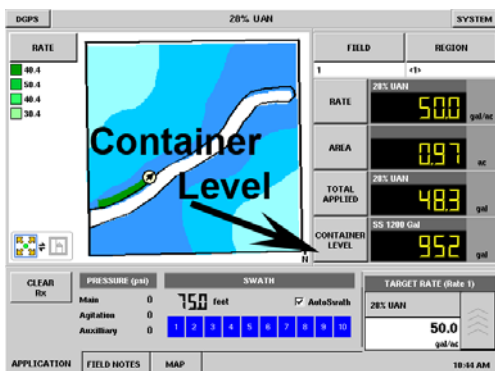 DGPS
28% UAN
SYSTEM
RATE
40.4
50.4
40.4
30.4
Container
Level
N
FIELD
REGION
1
<1>
RATE
28% UAN
50.0
gal/ac
AREA
0.97
ac
TOTAL
APPLIED
28% UAN
48.3
gal
CONTAINER
LEVEL
SS 1200 Gal
952
gal
CLEAR
Rx
PRESSURE (psi)
Main 0
Agitation 0
Auxilliary 0
SWATH
75.0 feet
AutoSwath
1 2 3 4 5 6 7 8 9 10
TARGET RATE (Rate 1)
28% UAN
50.0
gal/ac
APPLICATION
FIELD NOTES
MAP
10:44 AM